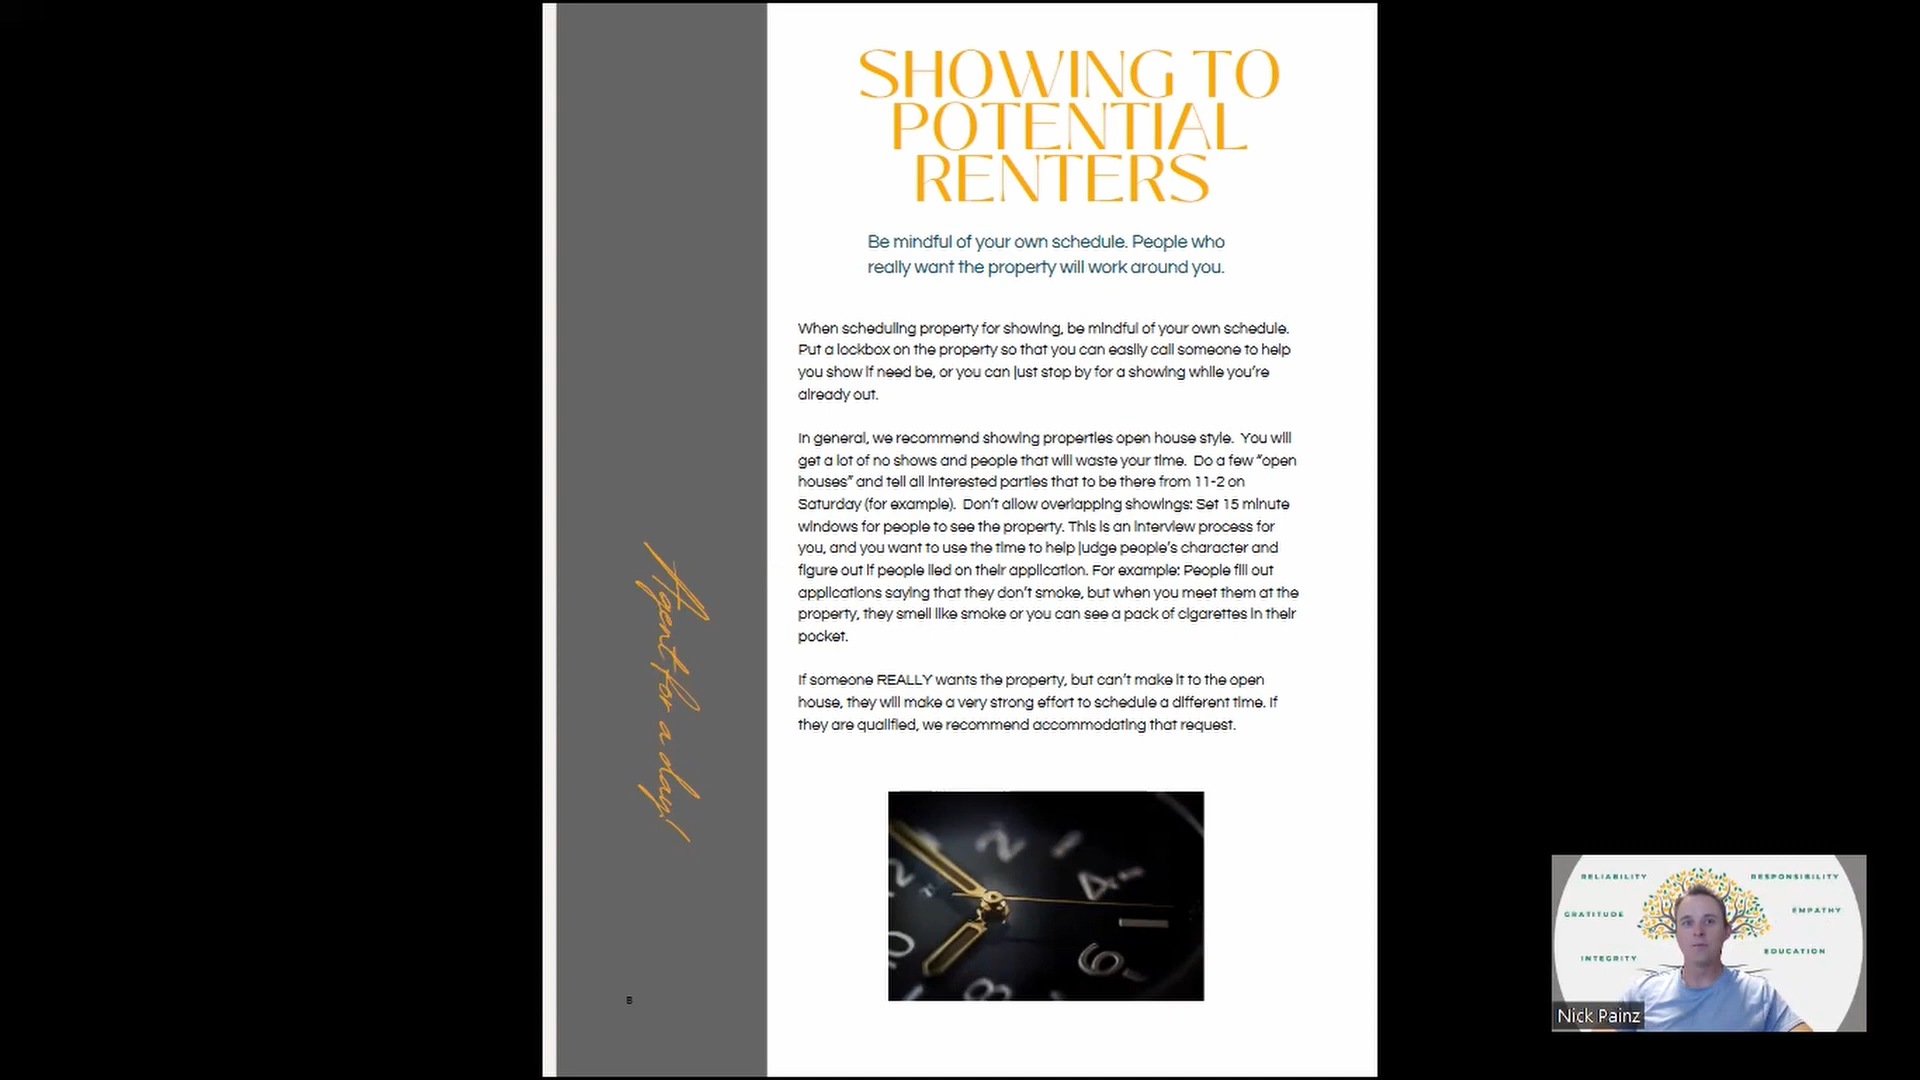 SHOWING TO
POTENTIAL
RENTERS
Be mindful of your own schedule. People who
really want the property will work around you.
When scheduling property for showing, be mindful of your own schedule.
Put a lockbox on the property so that you can easily call someone to help
you show if need be, or you can just stop by for a showing while you're
already out.
In general, we recommend showing properties open house style.  You will
get a lot of no shows and people that will waste your time.  Do a few "open
houses" and tell all interested parties that to be there from 11-2 on
Saturday (for example).  Don't allow overlapping showings: Set 15 minute
windows for people to see the property. This is an interview process for
you, and you want to use the time to help judge people's character and
figure out if people lied on their application. For example: People fill out
applications saying that they don't smoke, but when you meet them at the
property, they smell like smoke or you can see a pack of cigarettes in their
pocket.
If someone REALLY wants the property, but can't make it to the open
house, they will make a very strong effort to schedule a different time. If
they are qualified, we recommend accommodating that request.
Agent for a day!
12
2
4
6
8
10
RELIABILITY
RESPONSIBILITY
GRATITUDE
EMPATHY
INTEGRITY
EDUCATION
Nick Painz